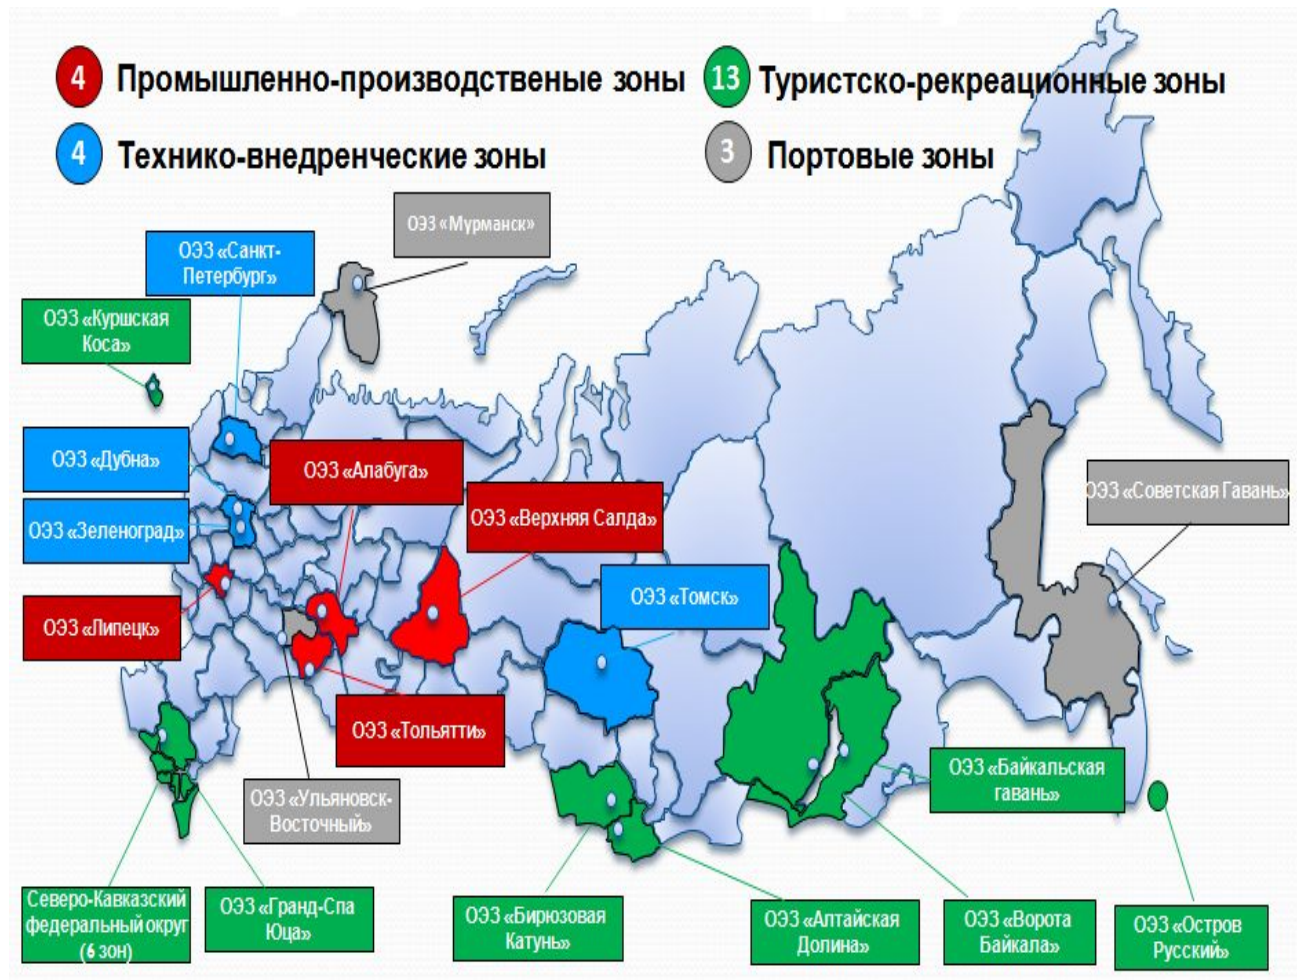 4 Промышленно-производственые зоны
13 Туристско-рекреационные зоны
4 Технико-внедренческие зоны
3 Портовые зоны
ОЭЗ «Мурманск»
ОЭЗ «Санкт-
Петербург»
ОЭЗ «Куршская
Коса»
ОЭЗ «Дубна»
ОЭЗ «Алабуга»
ОЭЗ «Советская Гавань»
ОЭЗ «Зеленоград»
ОЭЗ «Верхняя Салда»
ОЭЗ «Томск»
ОЭЗ «Липецк»
ОЭЗ «Тольятти»
ОЭЗ «Байкальская
гавань»
ОЭЗ «Ульяновск-
Восточный»
Северо-Кавказский
федеральный округ
(6 зон)
ОЭЗ «Гранд-Спа
Юца»
ОЭЗ «Бирюзовая
Катунь»
ОЭЗ «Алтайская
Долина»
ОЭЗ «Ворота
Байкала»
ОЭЗ «Остров
Русский»